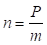 n = P/m